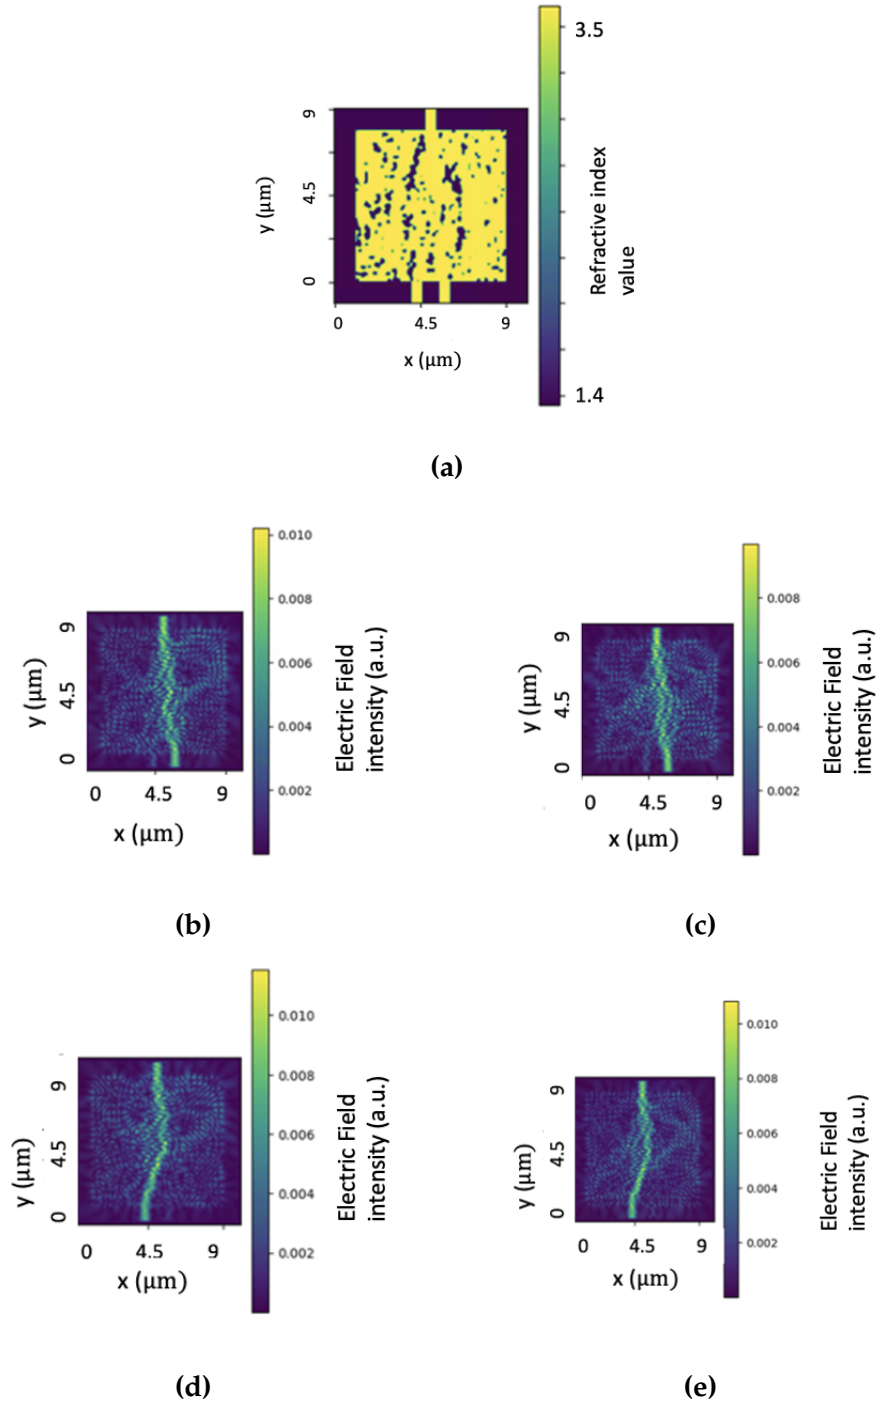 3.5
9
4.5
0
y (μm)
Refractive index
value
0
4.5
9
x (μm)
1.4
(a)
0.010
0.008
0.006
0.004
0.002
9
4.5
0
y (μm)
Electric Field
intensity (a.u.)
0
4.5
9
x (μm)
(b)
0.008
0.006
0.004
0.002
9
4.5
0
y (μm)
Electric Field
intensity (a.u.)
0
4.5
9
x (μm)
(c)
0.010
0.008
0.006
0.004
0.002
9
4.5
0
y (μm)
Electric Field
intensity (a.u.)
0
4.5
9
x (μm)
(d)
0.010
0.008
0.006
0.004
0.002
9
4.5
0
y (μm)
Electric Field
intensity (a.u.)
0
4.5
9
x (μm)
(e)